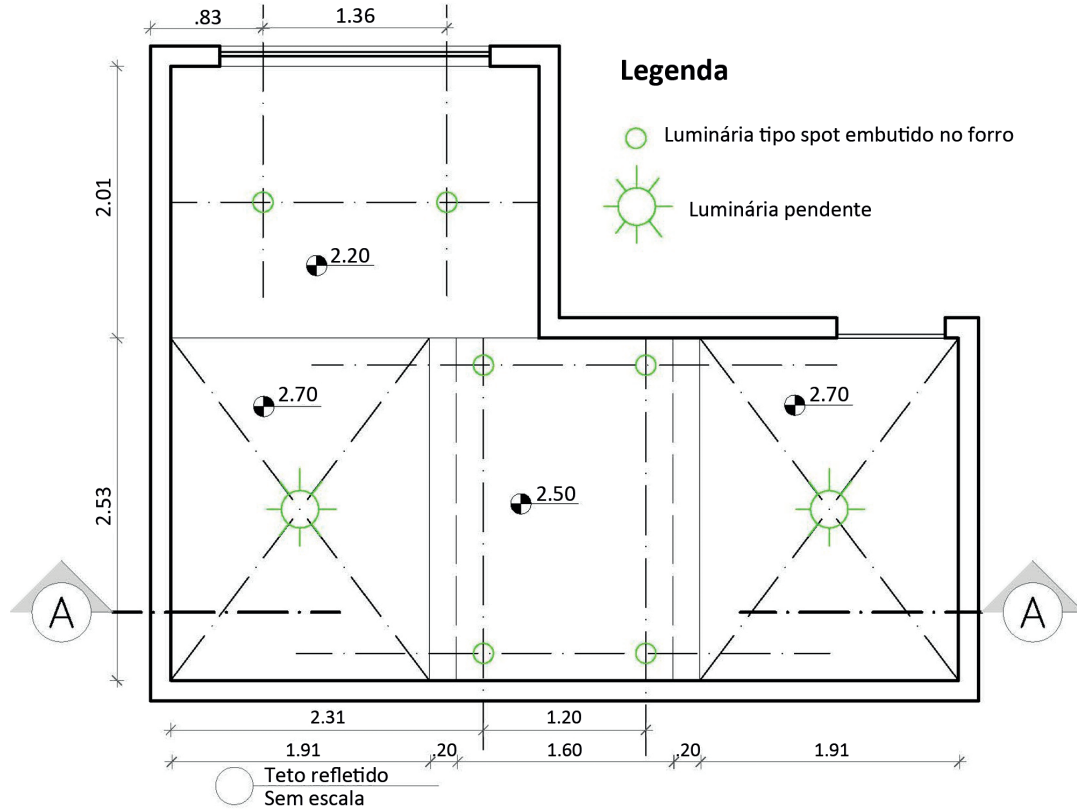 .83
1.36
Legenda
Luminária tipo spot embutido no forro
Luminária pendente
2.01
2.20
2.70
2.70
2.50
2.53
A
A
2.31
1.20
1.91
.20
1.60
.20
1.91
Teto refletido
Sem escala